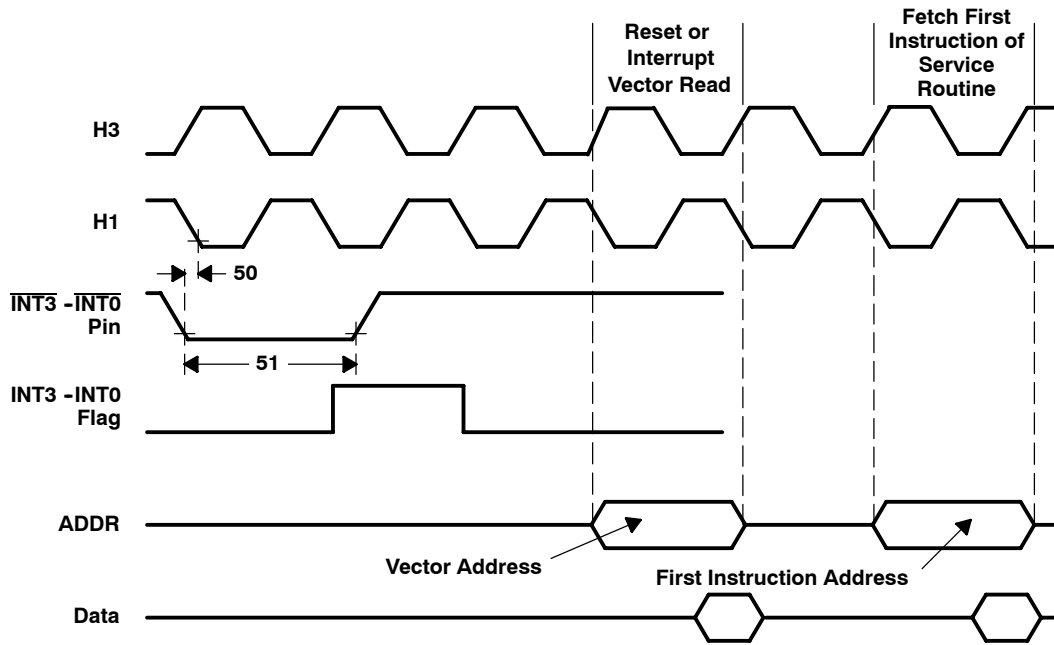 Reset or
Interrupt
Vector Read
Fetch First
Instruction of
Service
Routine
H3
H1
50
INT3 -INT0
Pin
51
INT3 -INT0
Flag
ADDR
Vector Address
First Instruction Address
Data